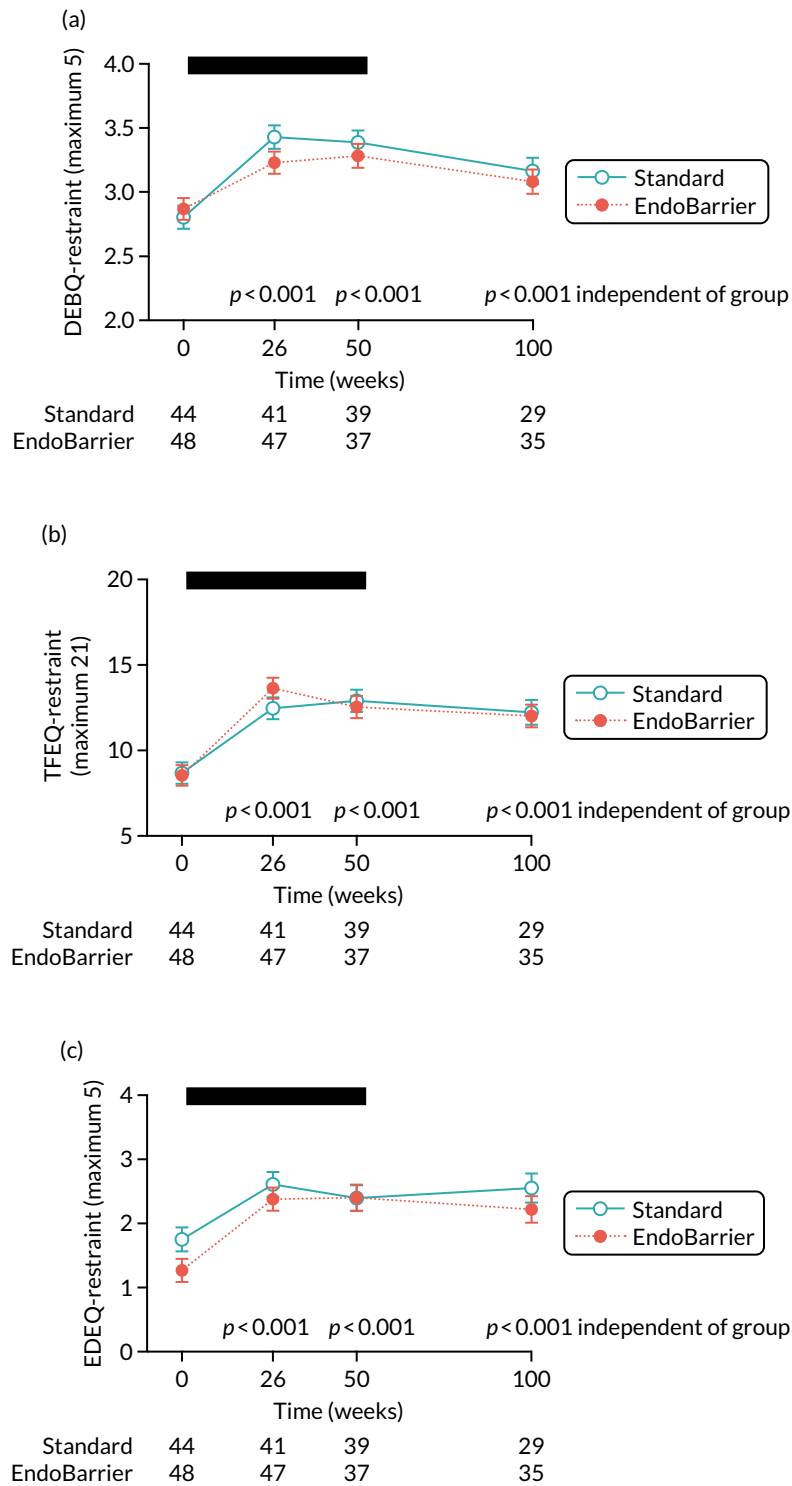 (a)
DEBQ-restraint (maximum 5)
4.0
3.5
3.0
2.5
2.0
Standard
EndoBarrier
p < 0.001 p < 0.001 p < 0.001 independent of group
0 26 50 100
Time (weeks)
Standard 44 41 39 29
EndoBarrier 48 47 37 35
(b)
TFEQ-restraint
(maximum 21)
20
15
10
5
Standard
EndoBarrier
p < 0.001 p < 0.001 p < 0.001 independent of group
0 26 50 100
Time (weeks)
Standard 44 41 39 29
EndoBarrier 48 47 37 35
(c)
EDEQ-restraint (maximum 5)
4
3
2
1
0
Standard
EndoBarrier
p < 0.001 p < 0.001 p < 0.001 independent of group
0 26 50 100
Time (weeks)
Standard 44 41 39 29
EndoBarrier 48 47 37 35